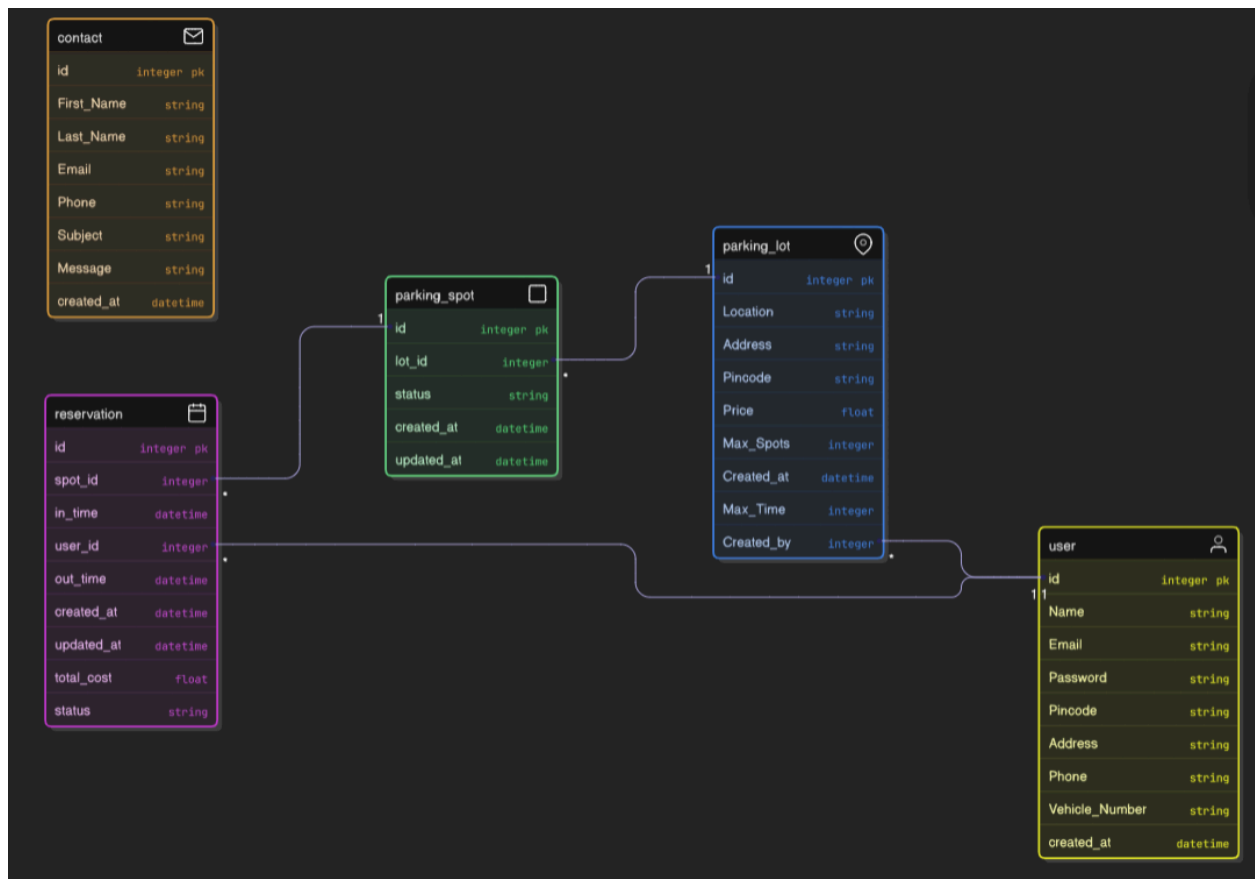 contact
id integer pk
First_Name string
Last_Name string
Email string
Phone string
Subject string
Message string
created_at datetime
parking_spot
1
id integer pk
lot_id integer
status string
created_at datetime
updated_at datetime
parking_lot
1
id integer pk
Location string
Address string
Pincode string
Price float
Max_Spots integer
Created_at datetime
Max_Time integer
Created_by integer
reservation
id integer pk
spot_id integer
in_time datetime
user_id integer
out_time datetime
created_at datetime
updated_at datetime
total_cost float
status string
user
id integer pk
1 1
Name string
Email string
Password string
Pincode string
Address string
Phone string
Vehicle_Number string
created_at datetime